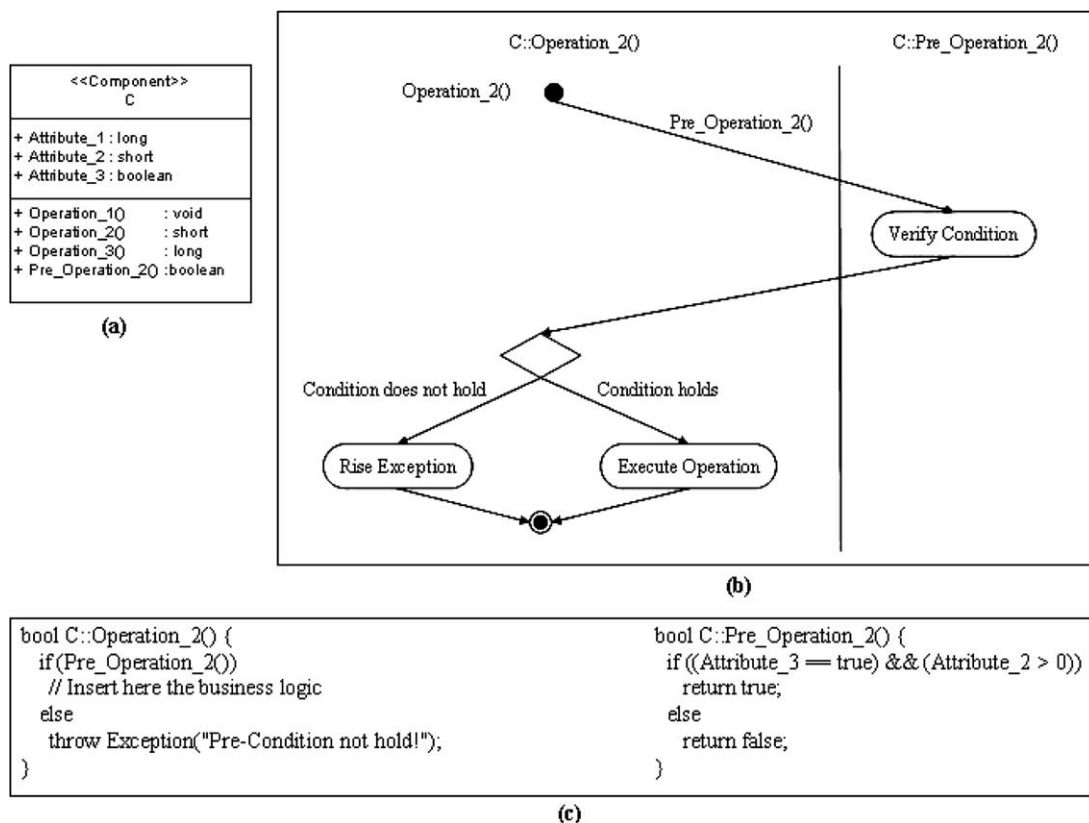 <<Component>>
C
+ Attribute_1 : long
+ Attribute_2 : short
+ Attribute_3 : boolean
+ Operation_1() : void
+ Operation_2() : short
+ Operation_3() : long
+ Pre_Operation_2() :boolean
(a)
C::Operation_2()
C::Pre_Operation_2()
Operation_2()
Pre_Operation_2()
Verify Condition
Condition does not hold
Condition holds
Rise Exception
Execute Operation
(b)
bool C::Operation_2() {
if (Pre_Operation_2())
// Insert here the business logic
else
throw Exception("Pre-Condition not hold!");
}
bool C::Pre_Operation_2() {
if ((Attribute_3 == true) && (Attribute_2 > 0))
return true;
else
return false;
}
(c)